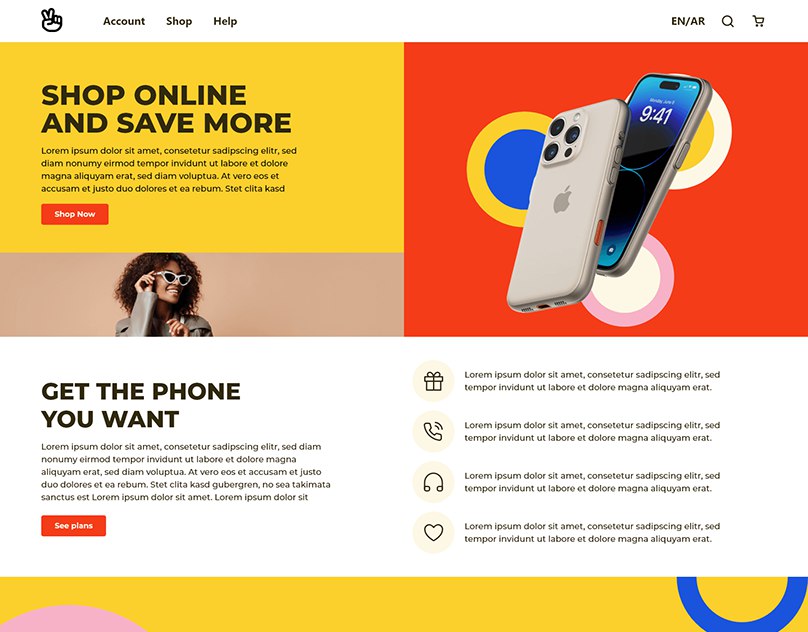 Account Shop Help EN/AR
SHOP ONLINE
AND SAVE MORE
Lorem ipsum dolor sit amet, consetetur sadipscing elitr, sed
diam nonumy eirmod tempor invidunt ut labore et dolore
magna aliquyam erat, sed diam voluptua. At vero eos et
accusam et justo duo dolores et ea rebum. Stet clita kasd
Shop Now
Monday, June 9
9:41
GET THE PHONE
YOU WANT
Lorem ipsum dolor sit amet, consetetur sadipscing elitr, sed diam
nonumy eirmod tempor invidunt ut labore et dolore magna
aliquyam erat, sed diam voluptua. At vero eos et accusam et justo
duo dolores et ea rebum. Stet clita kasd gubergren, no sea takimata
sanctus est Lorem ipsum dolor sit amet. Lorem ipsum dolor sit
See plans
Lorem ipsum dolor sit amet, consetetur sadipscing elitr, sed
tempor invidunt ut labore et dolore magna aliquyam erat.
Lorem ipsum dolor sit amet, consetetur sadipscing elitr, sed
tempor invidunt ut labore et dolore magna aliquyam erat.
Lorem ipsum dolor sit amet, consetetur sadipscing elitr, sed
tempor invidunt ut labore et dolore magna aliquyam erat.
Lorem ipsum dolor sit amet, consetetur sadipscing elitr, sed
tempor invidunt ut labore et dolore magna aliquyam erat.